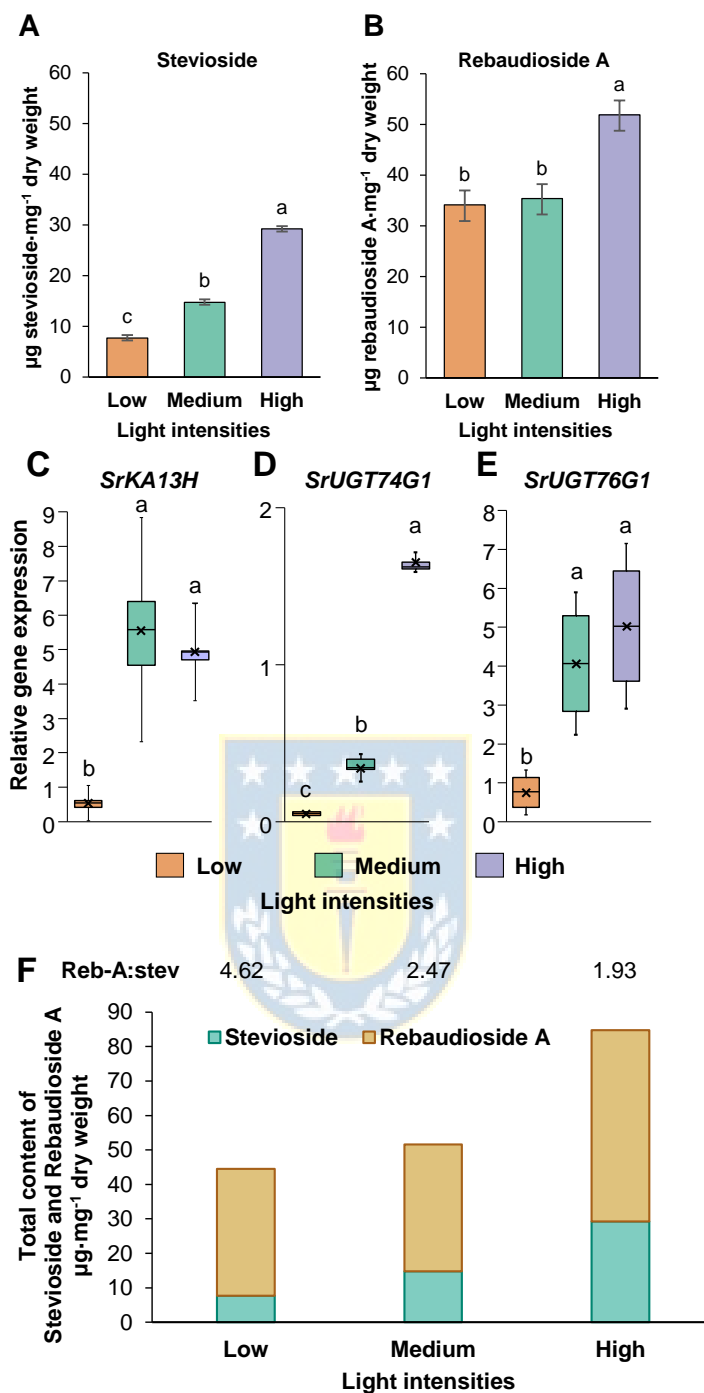 A
B
Stevioside
Rebaudioside A
µg stevioside·mg⁻¹ dry weight
60
50
40
30
20
10
0
c
b
a
Low Medium High
Light intensities
µg rebaudioside A·mg⁻¹ dry weight
60
50
40
30
20
10
0
b
b
a
Low Medium High
Light intensities
C
SrKA13H
D
SrUGT74G1
E
SrUGT76G1
Relative gene expression
9
8
7
6
5
4
3
2
1
0
b
a
a
2
1
0
c
b
a
8
7
6
5
4
3
2
1
0
b
a
a
Low Medium High
Light intensities
F
Reb-A:stev 4.62 2.47 1.93
Total content of
Stevioside and Rebaudioside A
µg·mg⁻¹ dry weight
90
80
70
60
50
40
30
20
10
0
Stevioside Rebaudioside A
Low Medium High
Light intensities